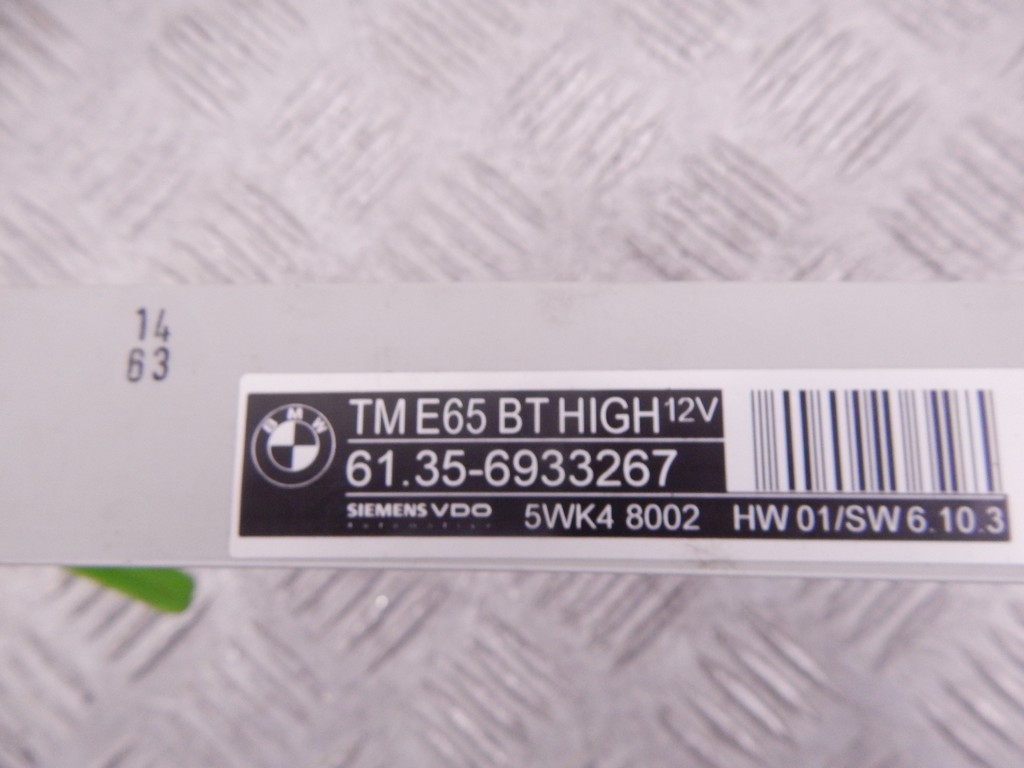 14
63
BMW
TM E65 BT HIGH 12V
61.35-6933267
SIEMENS VDO
Automotive
5WK4 8002 HW 01/SW 6.10.3